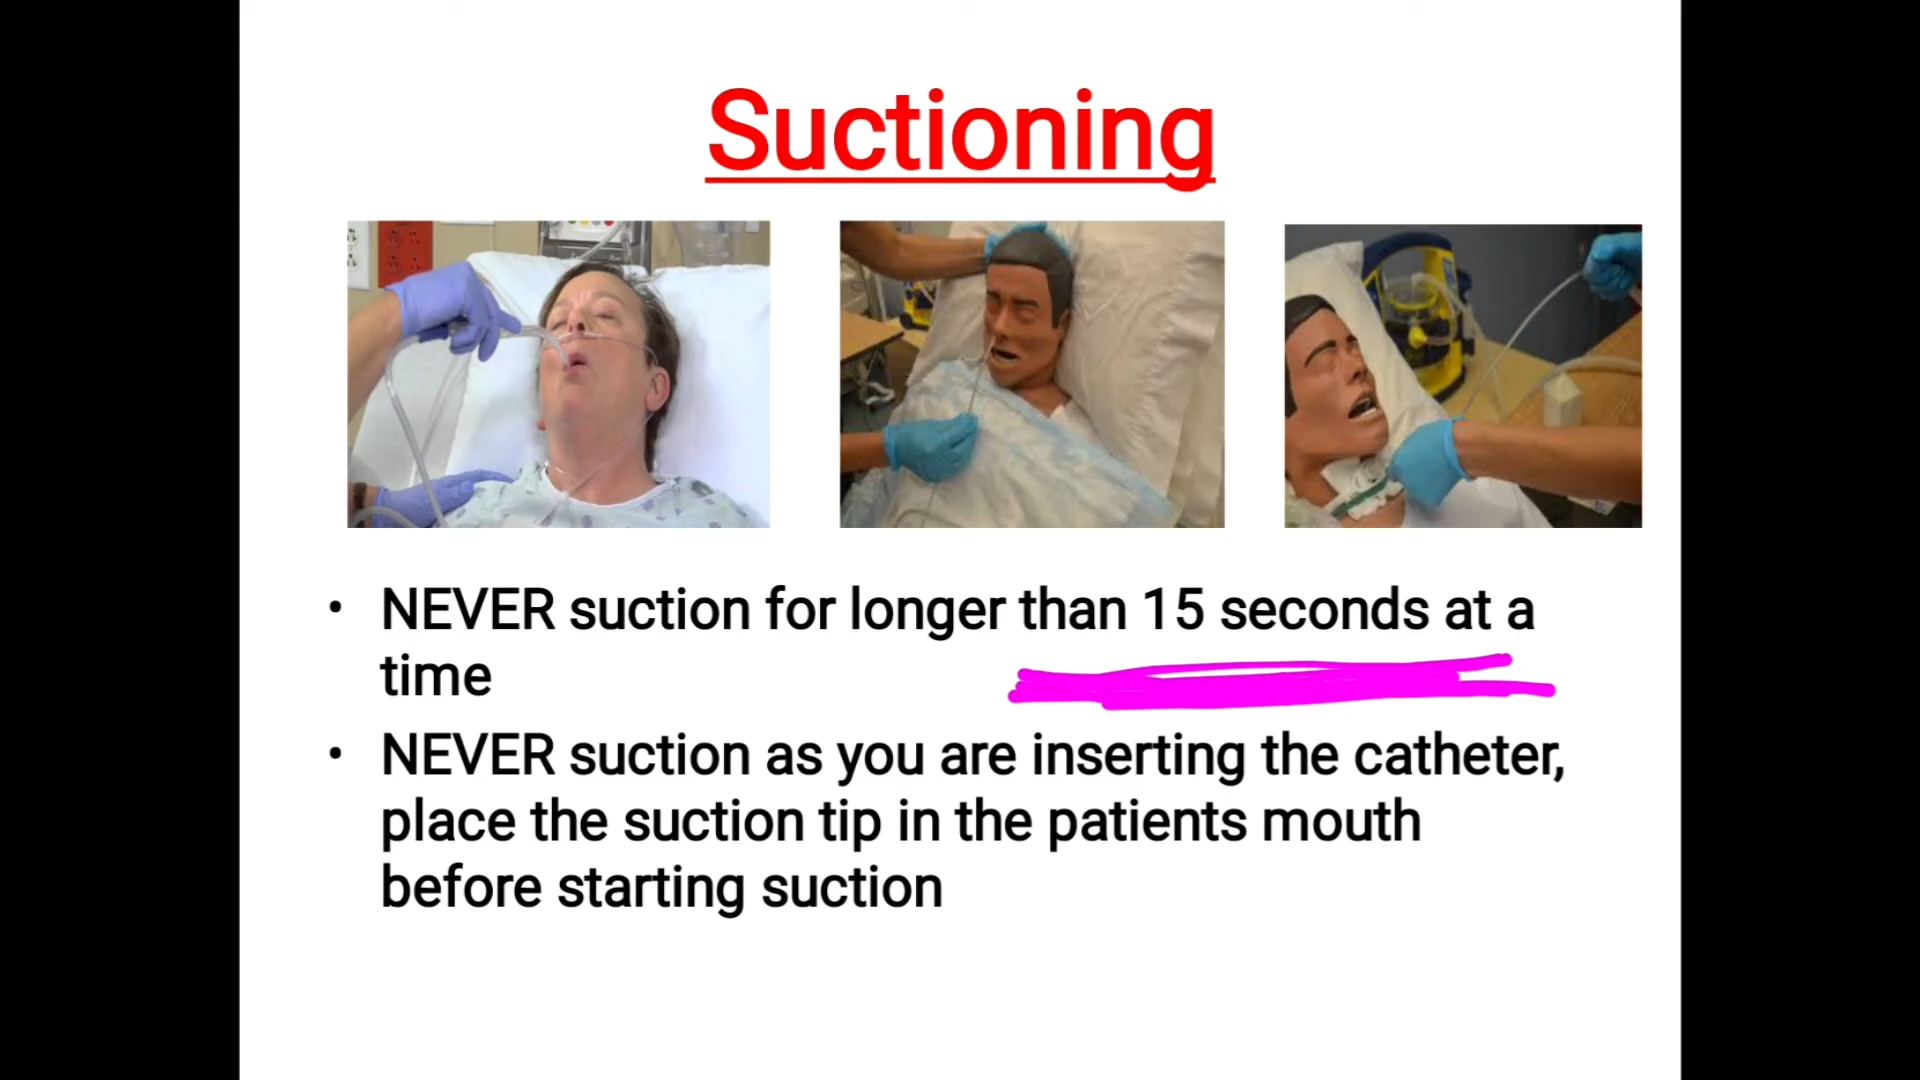 Suctioning
• NEVER suction for longer than 15 seconds at a
time
• NEVER suction as you are inserting the catheter,
place the suction tip in the patients mouth
before starting suction